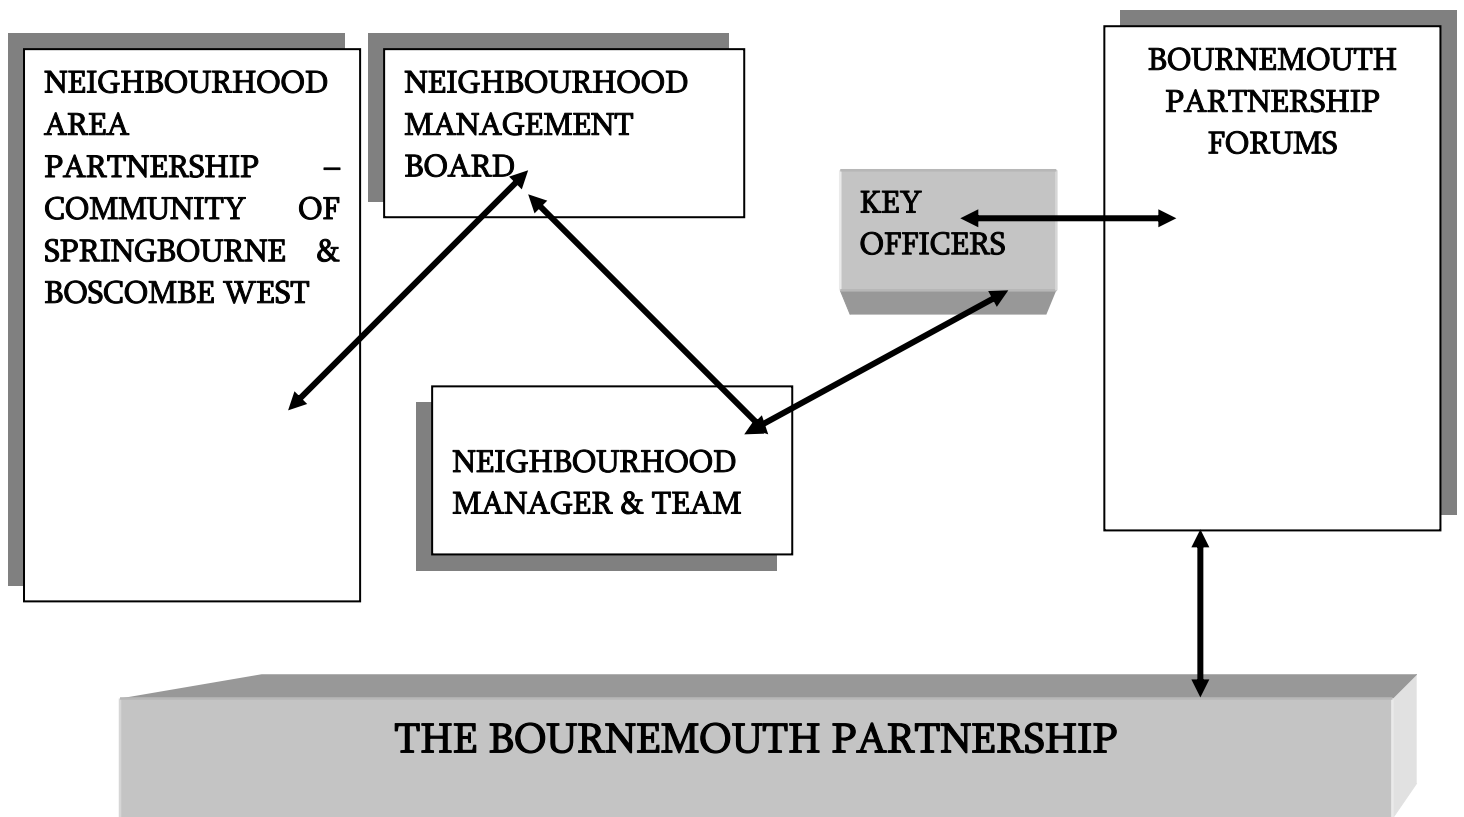 NEIGHBOURHOOD
AREA
PARTNERSHIP –
COMMUNITY OF
SPRINGBOURNE &
BOSCOMBE WEST
NEIGHBOURHOOD
MANAGEMENT
BOARD
KEY
OFFICERS
BOURNEMOUTH
PARTNERSHIP
FORUMS
NEIGHBOURHOOD
MANAGER & TEAM
THE BOURNEMOUTH PARTNERSHIP